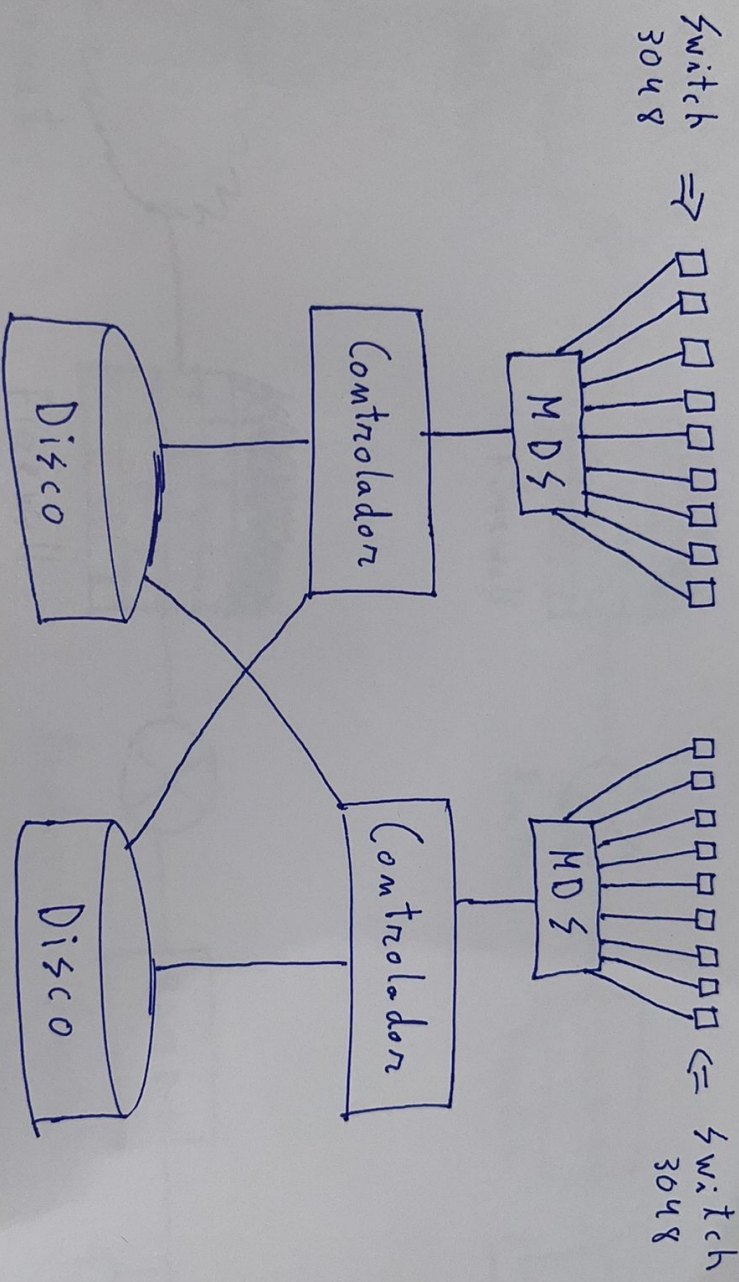 Switch
3048
⇒
⇐
Switch
3048
MDS
MDS
Controlador
Controlador
Disco
Disco